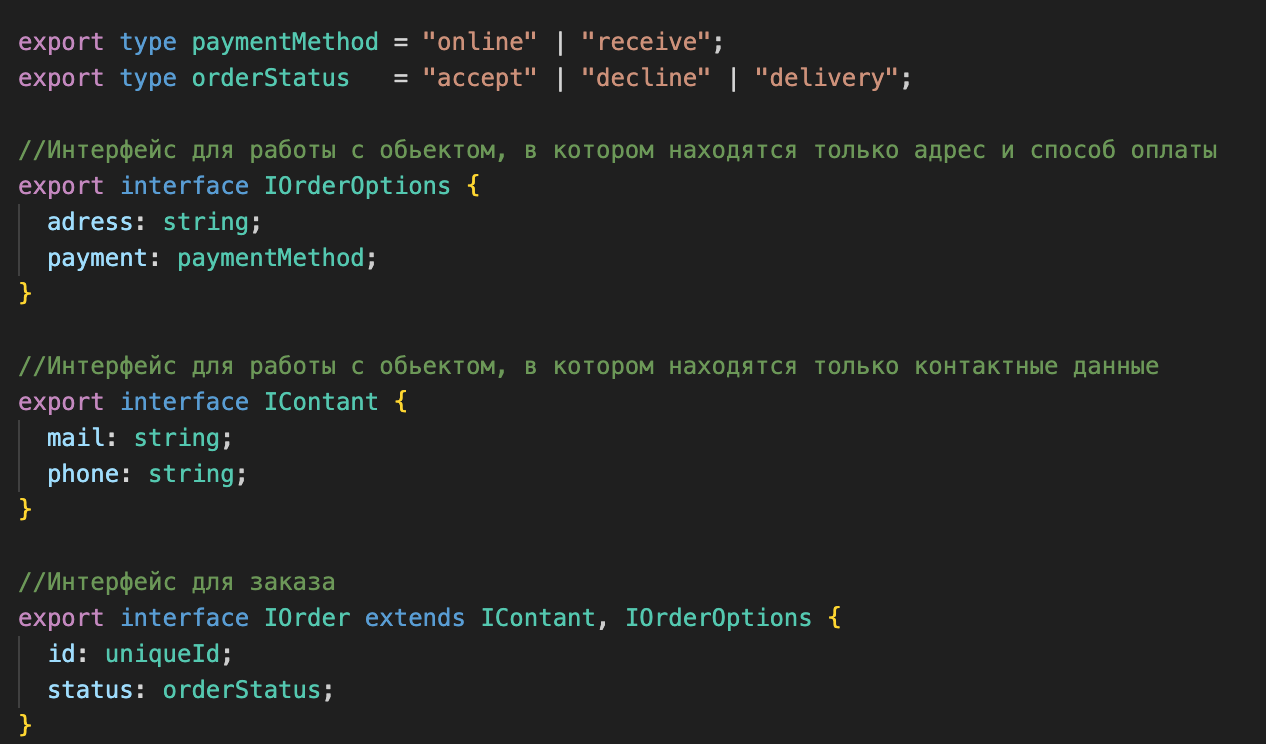 export type paymentMethod = "online" | "receive";
export type orderStatus   = "accept" | "decline" | "delivery";
//Интерфейс для работы с обьектом, в котором находятся только адрес и способ оплаты
export interface IOrderOptions {
  adress: string;
  payment: paymentMethod;
}
//Интерфейс для работы с обьектом, в котором находятся только контактные данные
export interface IContant {
  mail: string;
  phone: string;
}
//Интерфейс для заказа
export interface IOrder extends IContant, IOrderOptions {
  id: uniqueId;
  status: orderStatus;
}